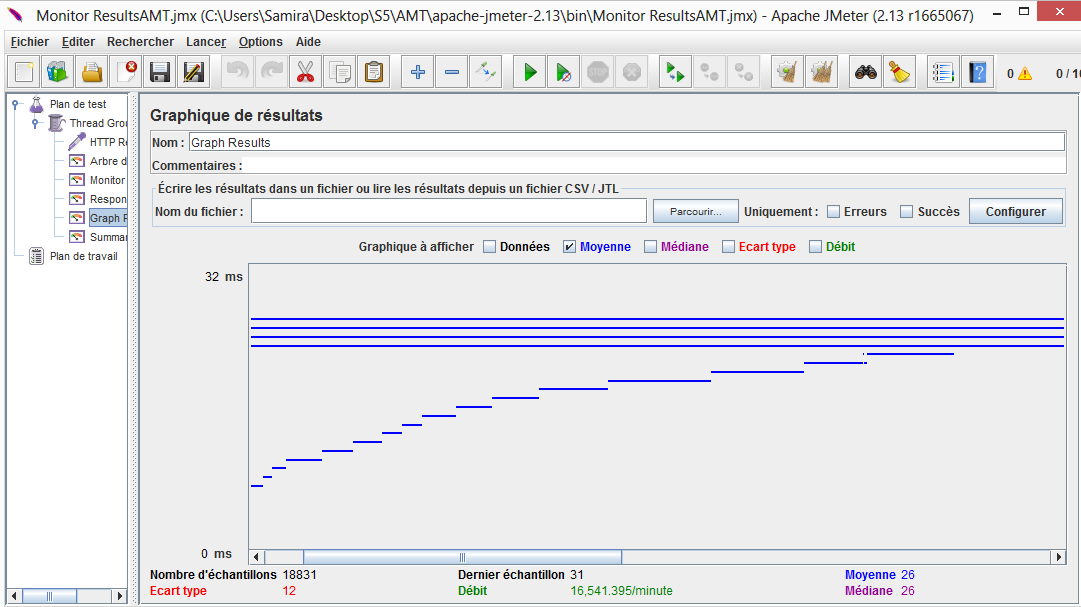 Monitor ResultsAMT.jmx (C:\Users\Samira\Desktop\S5\AMT\apache-jmeter-2.13\bin\Monitor ResultsAMT.jmx) - Apache JMeter (2.13 r1665067)
Fichier Editer Rechercher Lancer Options Aide
STOP 0 0 / 10
Plan de test
Thread Grou
HTTP Re
Arbre d
Monitor
Respon
Graph R
Summar
Plan de travail
Graphique de résultats
Nom : Graph Results
Commentaires :
Écrire les résultats dans un fichier ou lire les résultats depuis un fichier CSV / JTL
Nom du fichier : Parcourir... Uniquement : Erreurs Succès Configurer
Graphique à afficher Données Moyenne Médiane Ecart type Débit
32 ms
0 ms
Nombre d'échantillons 18831 Dernier échantillon 31 Moyenne 26
Ecart type 12 Débit 16,541.395/minute Médiane 26